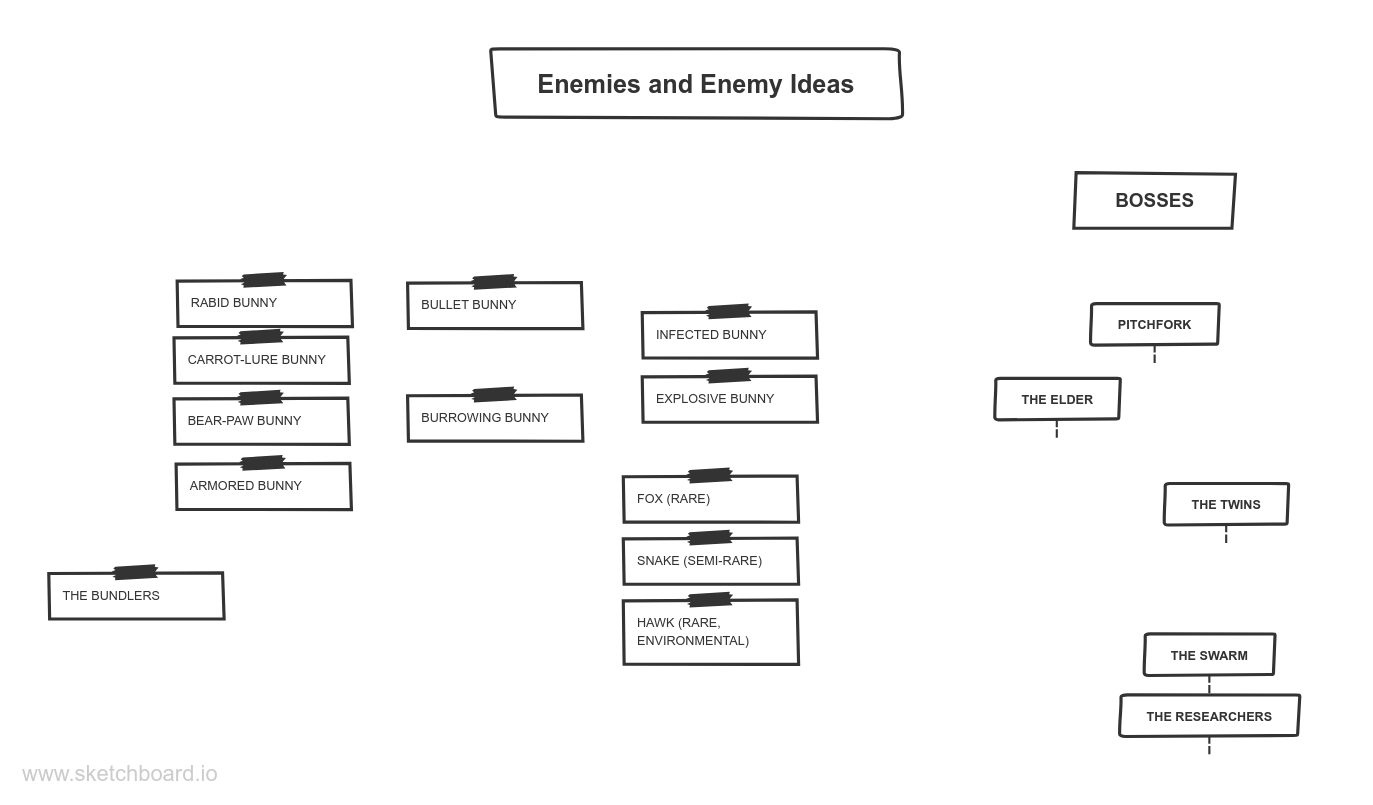 Enemies and Enemy Ideas
BOSSES
RABID BUNNY
CARROT-LURE BUNNY
BEAR-PAW BUNNY
ARMORED BUNNY
THE BUNDLERS
BULLET BUNNY
BURROWING BUNNY
INFECTED BUNNY
EXPLOSIVE BUNNY
FOX (RARE)
SNAKE (SEMI-RARE)
HAWK (RARE,
ENVIRONMENTAL)
PITCHFORK
THE ELDER
THE TWINS
THE SWARM
THE RESEARCHERS
www.sketchboard.io